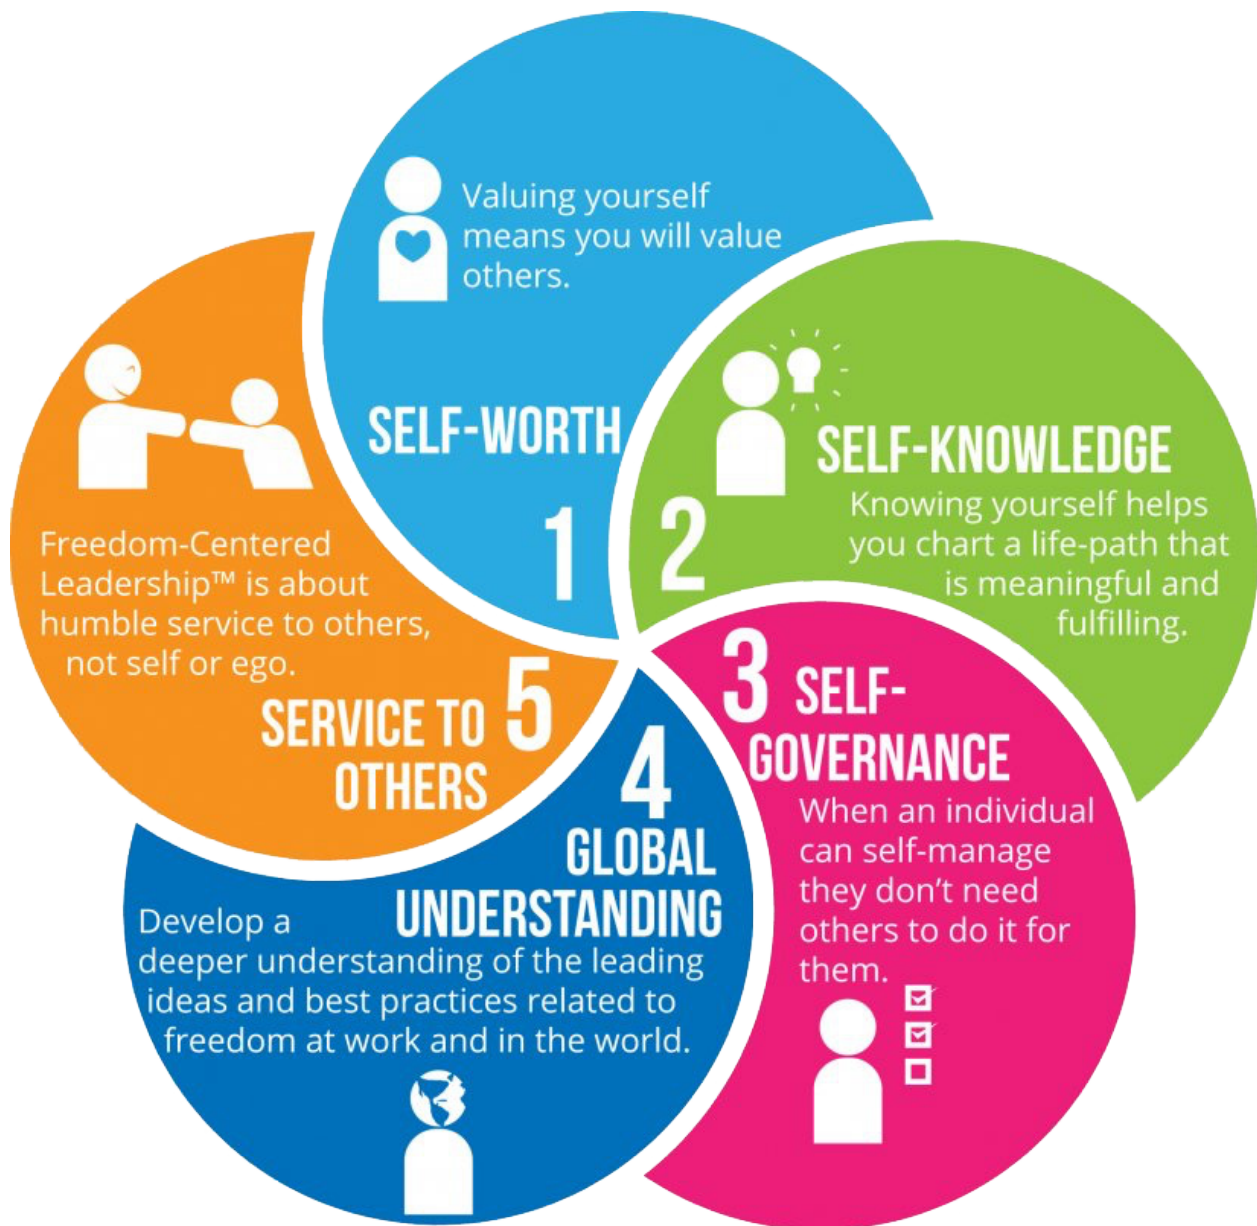 Valuing yourself
means you will value
others.
SELF-WORTH
1
2
SELF-KNOWLEDGE
Knowing yourself helps
you chart a life-path that
is meaningful and
fulfilling.
3 SELF-
GOVERNANCE
When an individual
can self-manage
they don’t need
others to do it for
them.
4
GLOBAL
UNDERSTANDING
Develop a
deeper understanding of the leading
ideas and best practices related to
freedom at work and in the world.
Freedom-Centered
Leadership™ is about
humble service to others,
not self or ego.
5
SERVICE TO
OTHERS